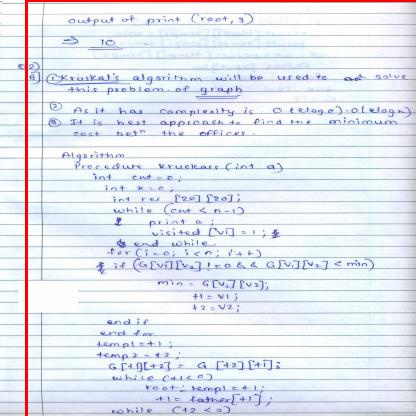 output of print (root, 3)
⇒ 10
Q2)
B] ① Kruskal's algorithm will be used to solve
this problem of graph
② As it has complexity is O(eloge).O(elogn)
③ It is best approach to find the minimum
cost betn the offices.
Algorithm
Procedure kruskals (int a)
int cnt = 0;
int x = 0;
int res [20][20];
while (cnt < n-1)
print a;
visited [Vi] = 1;
end while
for (i=0; i<n; i++)
if (G[V1][V2] != 0 && G[V1][V2] < min)
min = G[V1][V2];
t1 = V1;
t2 = V2;
end if
end for
temp1 = t1;
temp2 = t2;
G[t1][t2] = G[t2][t1];
while (t1 < 0)
root; temp1 = t1;
t1 = father[t1];
while (t2 < 0)